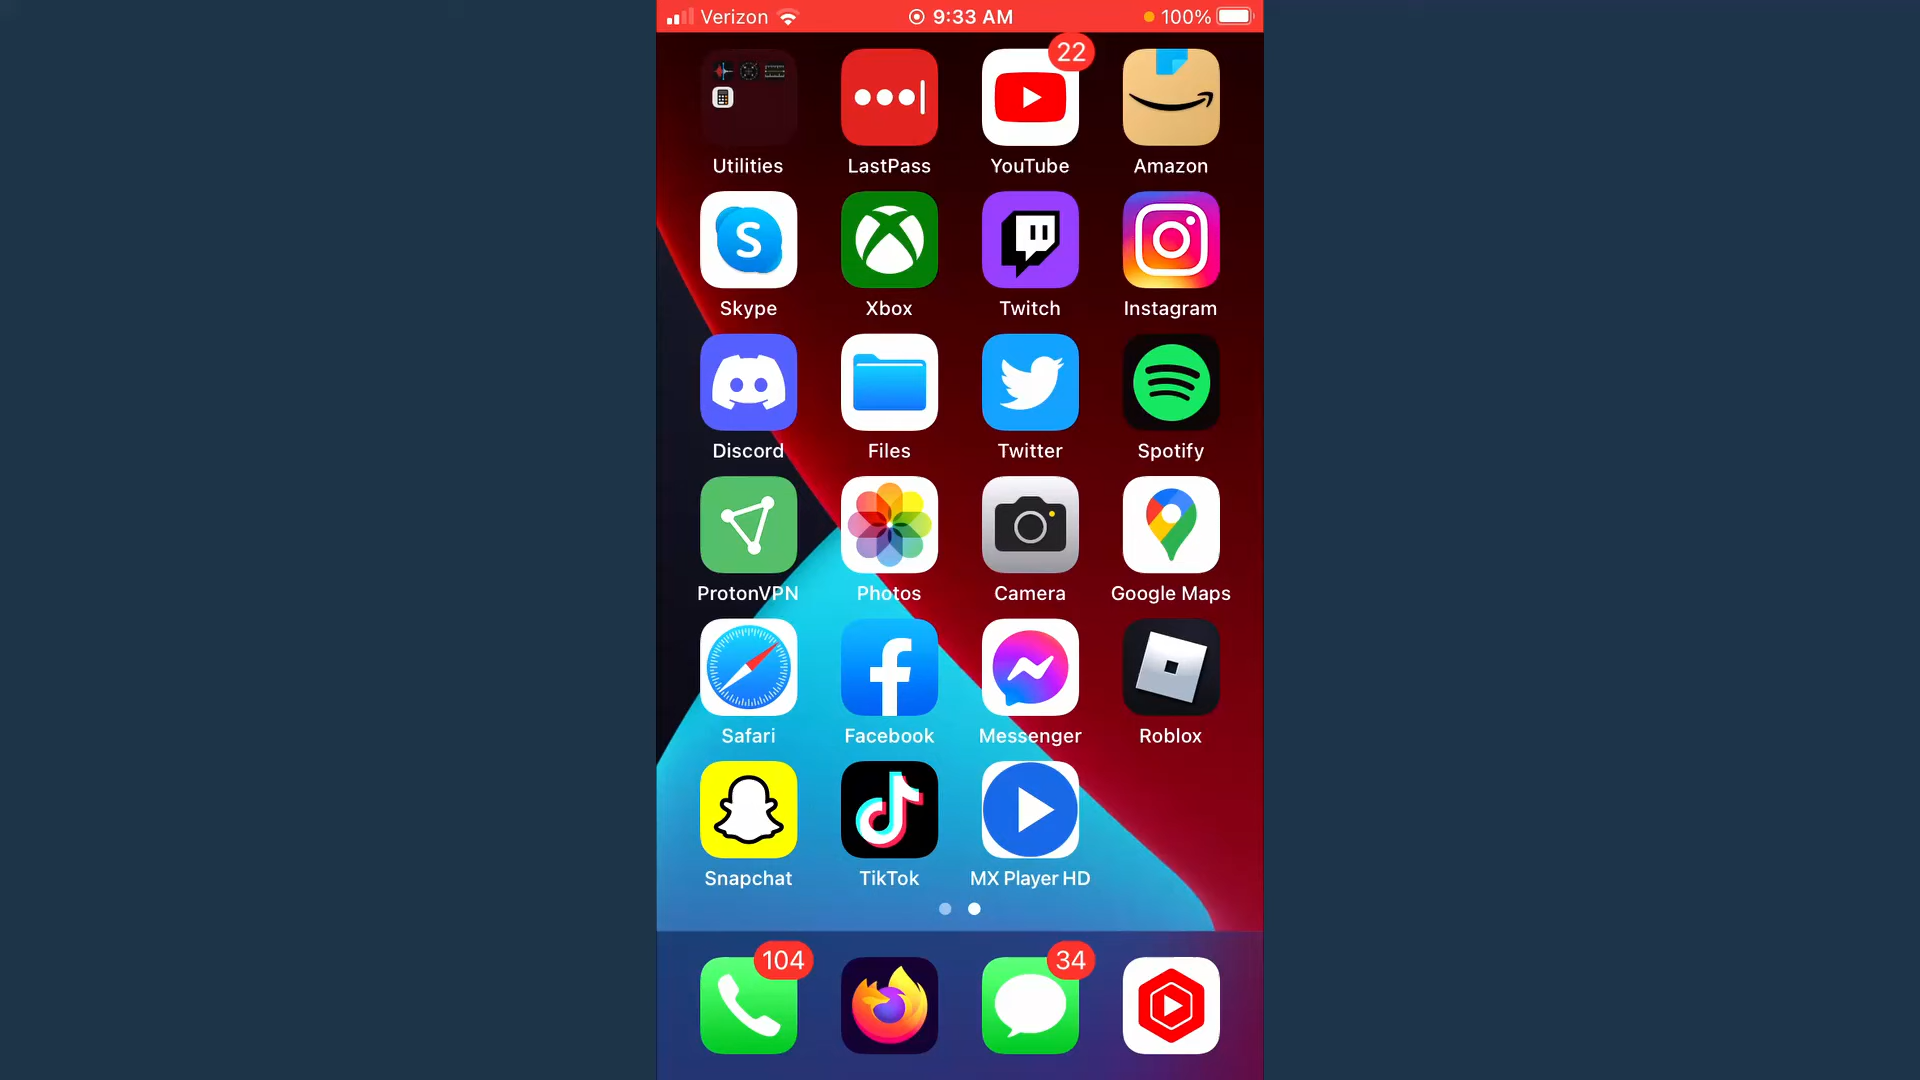 Verizon 9:33 AM 100%
22
Utilities LastPass YouTube Amazon
S
Skype Xbox Twitch Instagram
Discord Files Twitter Spotify
ProtonVPN Photos Camera Google Maps
Safari Facebook Messenger Roblox
Snapchat TikTok MX Player HD
104 34